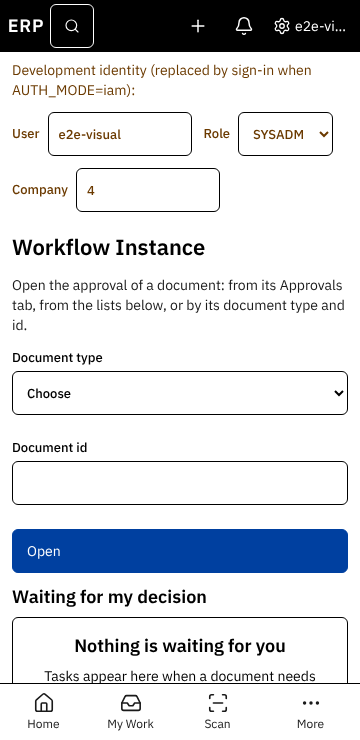 ERP
e2e-vi...
Development identity (replaced by sign-in when
AUTH_MODE=iam):
User e2e-visual Role SYSADM
Company 4
Workflow Instance
Open the approval of a document: from its Approvals
tab, from the lists below, or by its document type and
id.
Document type
Choose
Document id
Open
Waiting for my decision
Nothing is waiting for you
Tasks appear here when a document needs
Home My Work Scan More